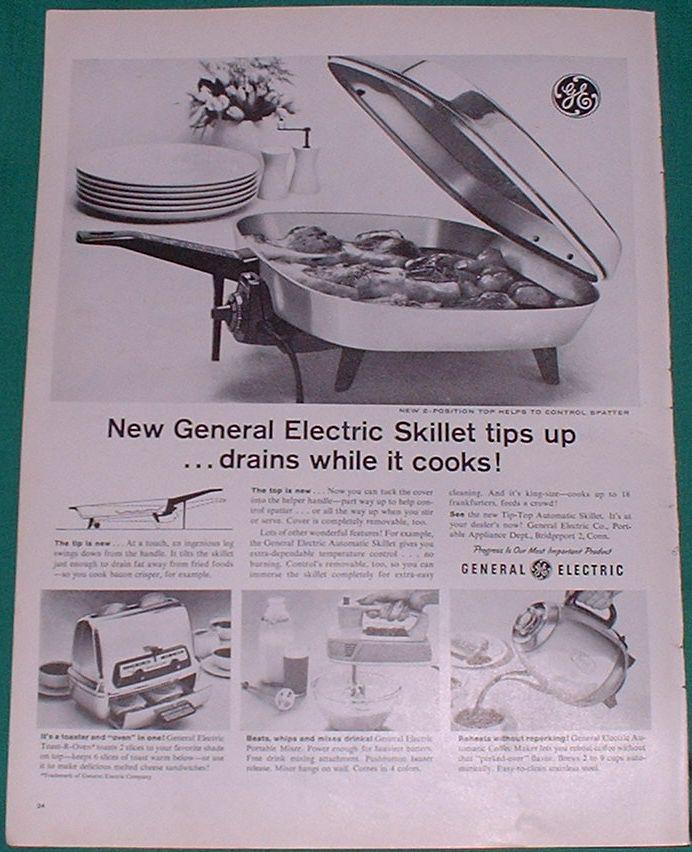 GE
NEW 2-POSITION TOP HELPS TO CONTROL SPATTER
New General Electric Skillet tips up
...drains while it cooks!
The tip is new... At a touch, an ingenious leg
swings down from the handle. It tilts the skillet
just enough to drain fat away from fried foods
—so you cook bacon crisper, for example.
The top is new... Now you can tuck the cover
into the helper handle—part way up to help con-
trol spatter... or all the way up when you stir
or serve. Cover is completely removable, too.
Lots of other wonderful features! For example,
the General Electric Automatic Skillet gives you
extra-dependable temperature control... no
burning. Control's removable, too, so you can
immerse the skillet completely for extra-easy
cleaning. And it's king-size—cooks up to 18
frankfurters, feeds a crowd!
See the new Tip-Top Automatic Skillet. It's at
your dealer's now! General Electric Co., Port-
able Appliance Dept., Bridgeport 2, Conn.
Progress Is Our Most Important Product
GENERAL GE ELECTRIC
It's a toaster and "oven" in one! General Electric
Toast-R-Oven* toasts 2 slices to your favorite shade
on top—keeps 6 slices of toast warm below—or use
it to make delicious melted cheese sandwiches!
*Trademark of General Electric Company
Beats, whips and mixes drinks! General Electric
Portable Mixer. Power enough for heaviest batters.
Free drink mixing attachment. Pushbutton beater
release. Mixer hangs on wall. Comes in 4 colors.
Reheats without reperking! General Electric Au-
tomatic Coffee Maker lets you reheat coffee without
that "perked-over" flavor. Brews 2 to 9 cups auto-
matically. Easy-to-clean stainless steel.
24